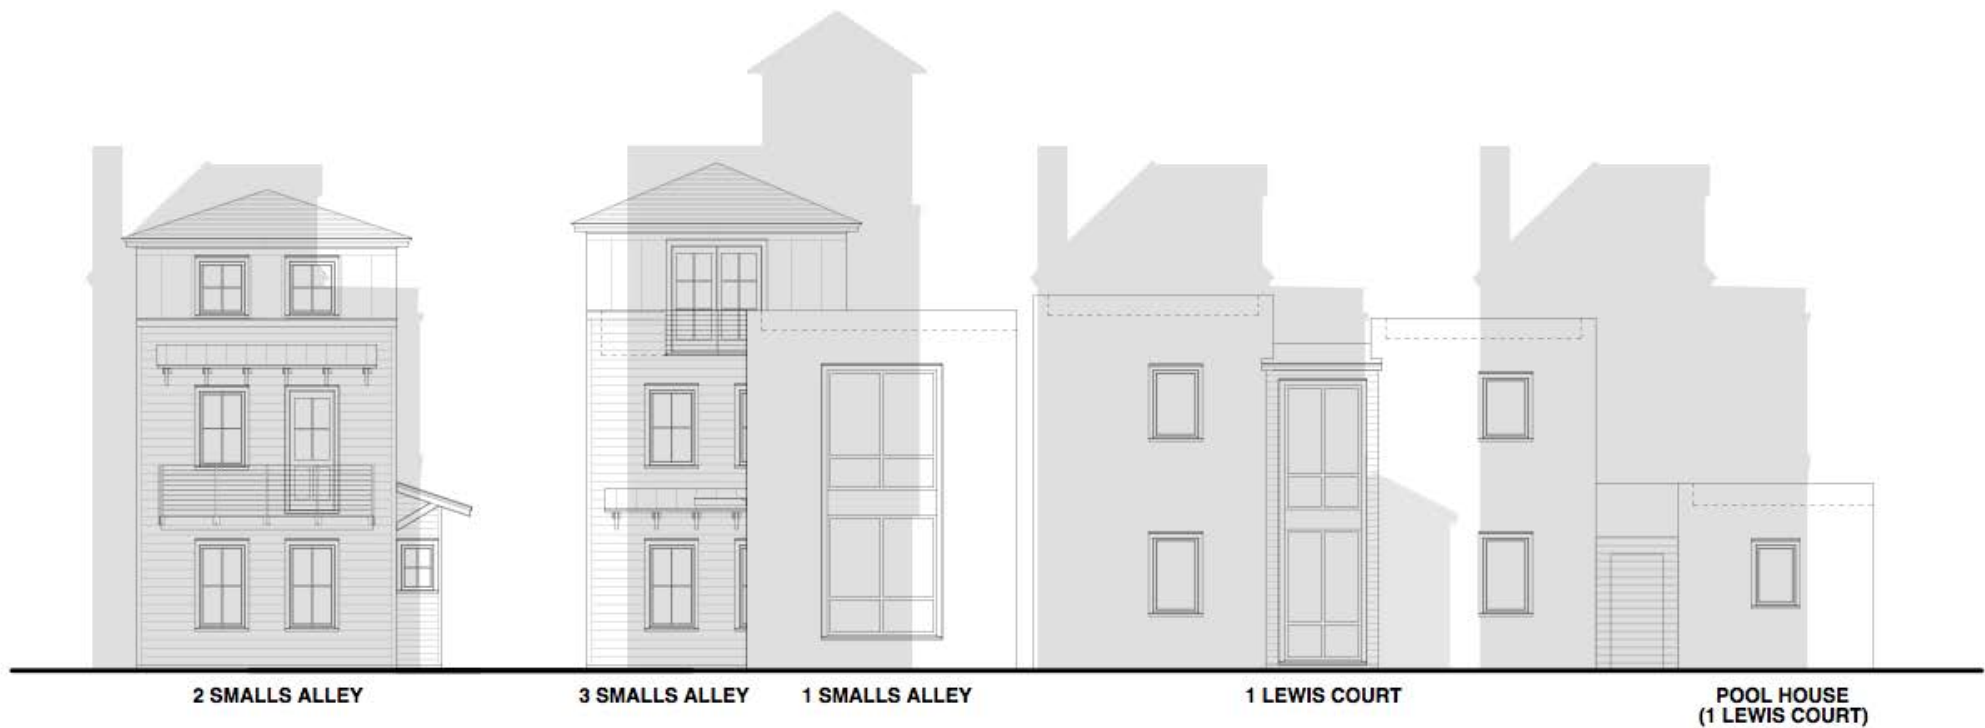 2 SMALLS ALLEY
3 SMALLS ALLEY
1 SMALLS ALLEY
1 LEWIS COURT
POOL HOUSE
(1 LEWIS COURT)